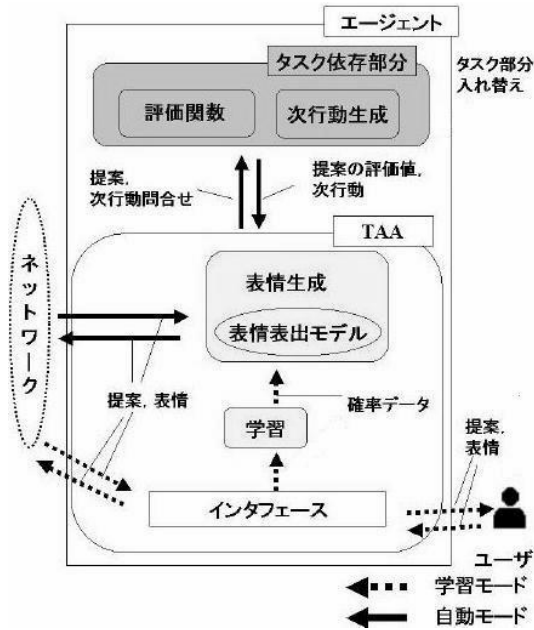 エージェント
タスク依存部分
タスク部分
入れ替え
評価関数
次行動生成
提案,
次行動問合せ
提案の評価値,
次行動
TAA
ネットワーク
表情生成
表情表出モデル
提案, 表情
確率データ
学習
提案,
表情
インタフェース
ユーザ
学習モード
自動モード